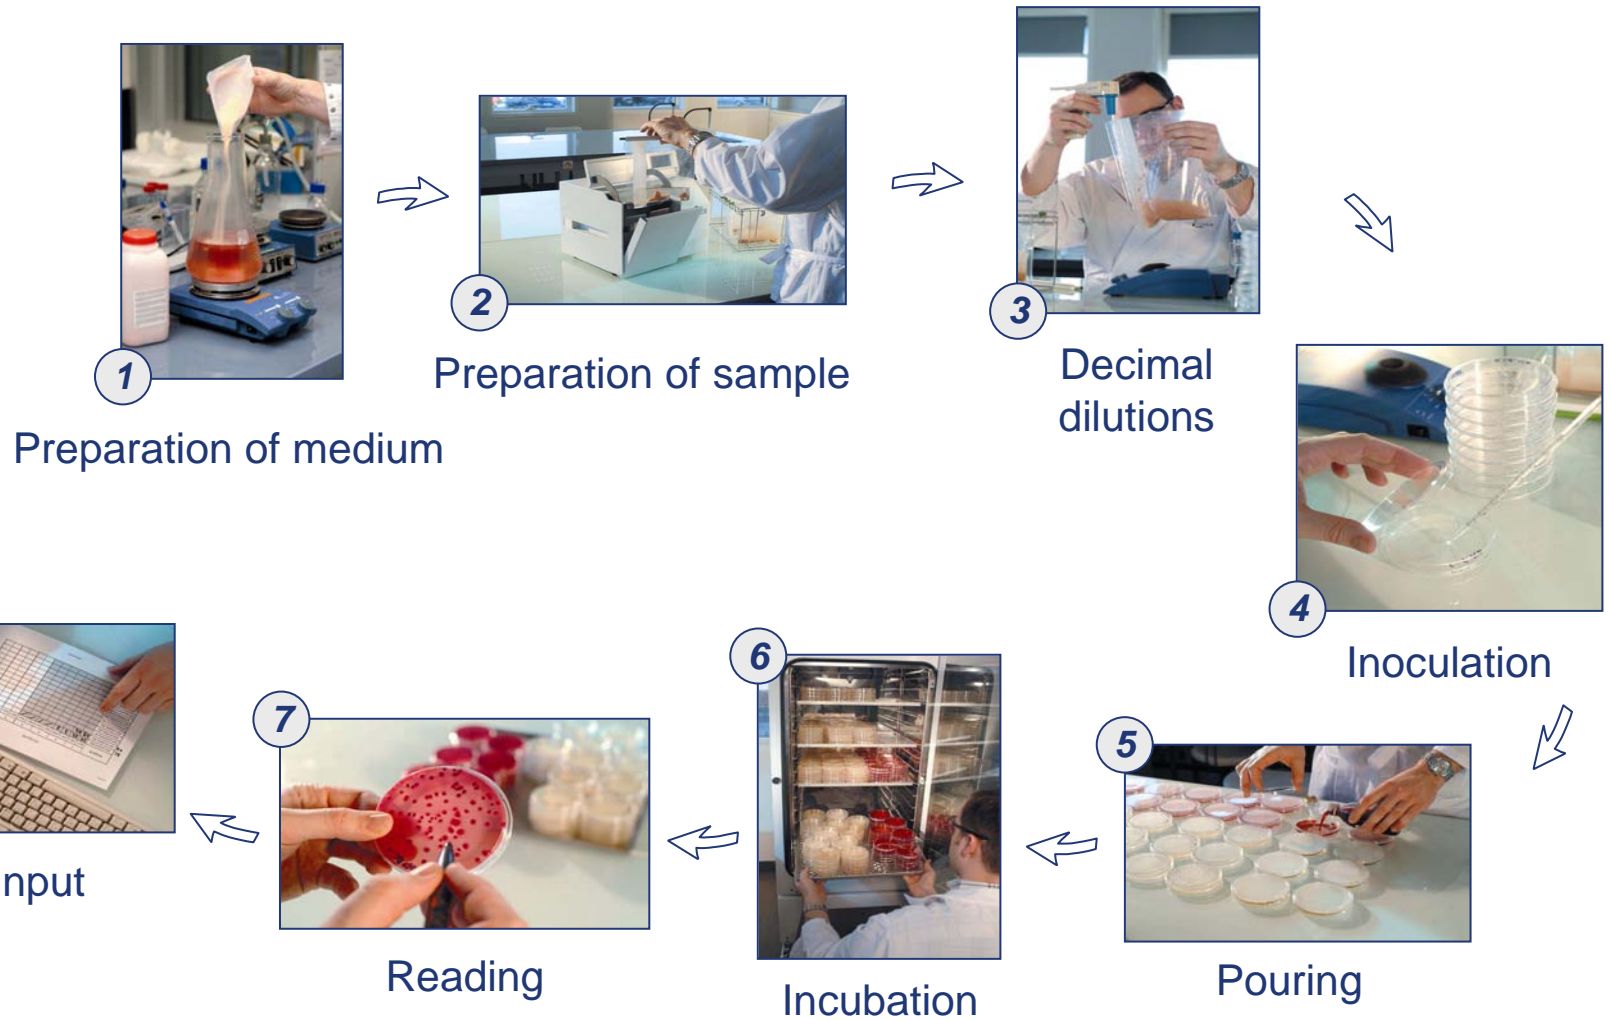 1
Preparation of medium
2
Preparation of sample
3
Decimal
dilutions
4
Inoculation
5
Pouring
6
Incubation
7
Reading
nput